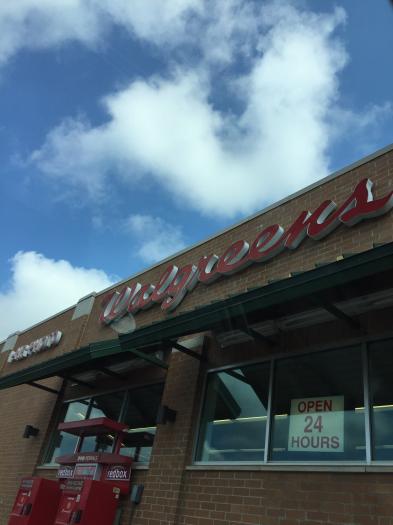 Walgreens
OPEN
24
HOURS
redbox
redbox